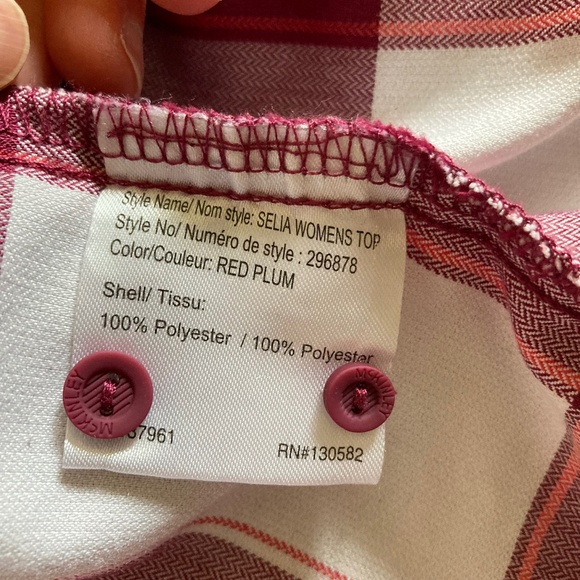 Style Name/ Nom style: SELIA WOMENS TOP
Style No/ Numéro de style : 296878
Color/Couleur: RED PLUM
Shell/ Tissu:
100% Polyester / 100% Polyester
McKINLEY
McKINLEY
37961
RN#130582